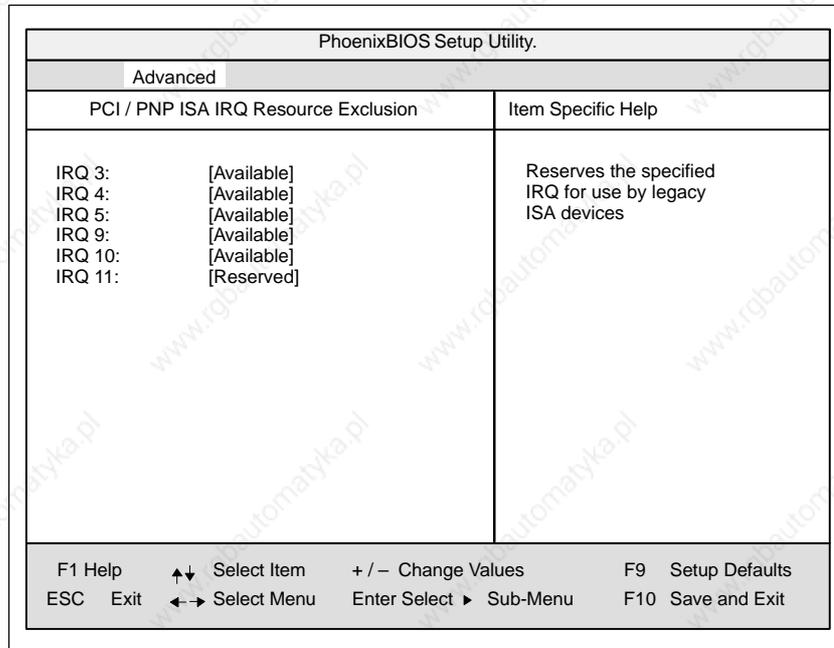 PhoenixBIOS Setup Utility.
Advanced
PCI / PNP ISA IRQ Resource Exclusion
Item Specific Help
IRQ 3: [Available]
IRQ 4: [Available]
IRQ 5: [Available]
IRQ 9: [Available]
IRQ 10: [Available]
IRQ 11: [Reserved]
Reserves the specified
IRQ for use by legacy
ISA devices
F1 Help Select Item + / – Change Values F9 Setup Defaults
ESC Exit Select Menu Enter Select ▶ Sub-Menu F10 Save and Exit
www.rgbautomatyka.pl